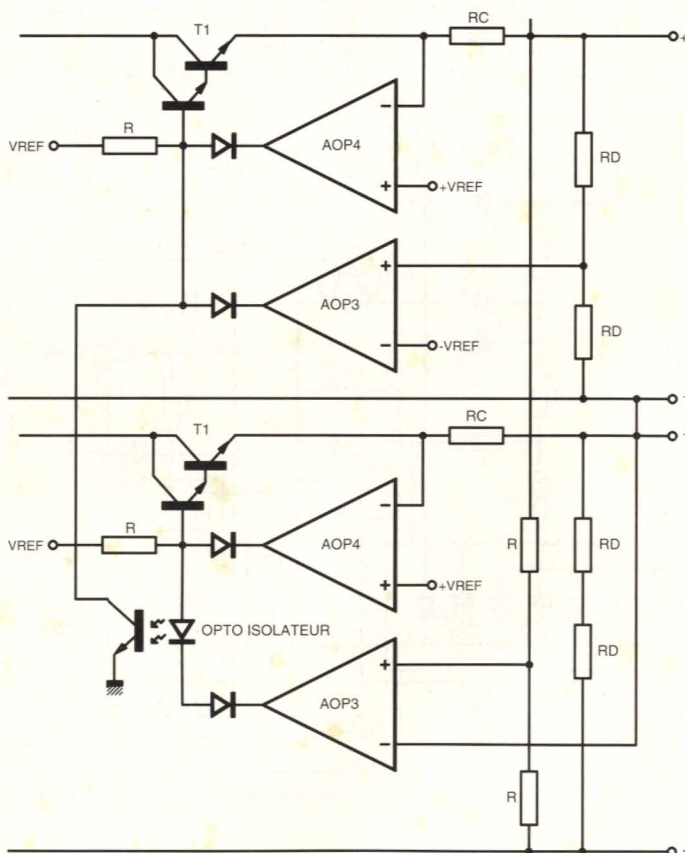 T1
RC
+
AOP4
−
+
+VREF
VREF
R
RD
AOP3
+
−
-VREF
RD
T1
RC
AOP4
−
+
+VREF
VREF
R
R
RD
OPTO ISOLATEUR
AOP3
+
−
RD
R